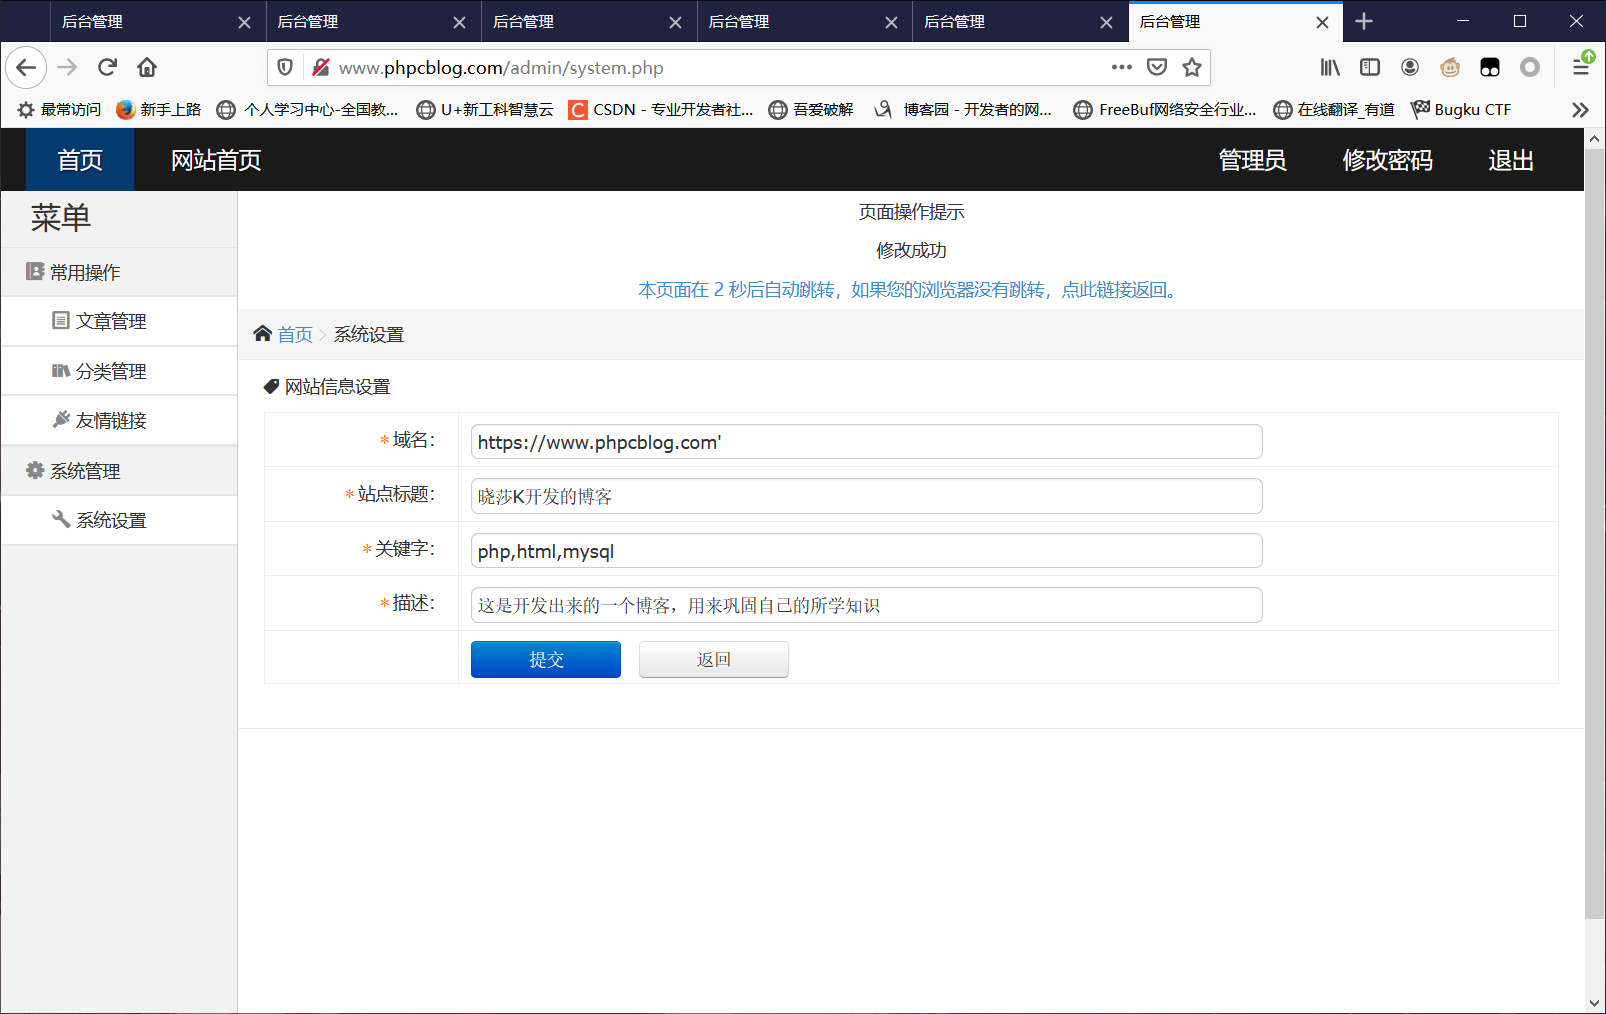 后台管理
后台管理
后台管理
后台管理
后台管理
后台管理
www.phpcblog.com/admin/system.php
最常访问
新手上路
个人学习中心-全国教...
U+新工科智慧云
CSDN - 专业开发者社...
吾爱破解
博客园 - 开发者的网...
FreeBuf网络安全行业...
在线翻译_有道
Bugku CTF
首页
网站首页
管理员
修改密码
退出
菜单
常用操作
文章管理
分类管理
友情链接
系统管理
系统设置
页面操作提示
修改成功
本页面在 2 秒后自动跳转，如果您的浏览器没有跳转，点此链接返回。
首页 > 系统设置
网站信息设置
*域名： https://www.phpcblog.com'
*站点标题： 晓莎K开发的博客
*关键字： php,html,mysql
*描述： 这是开发出来的一个博客，用来巩固自己的所学知识
提交 返回